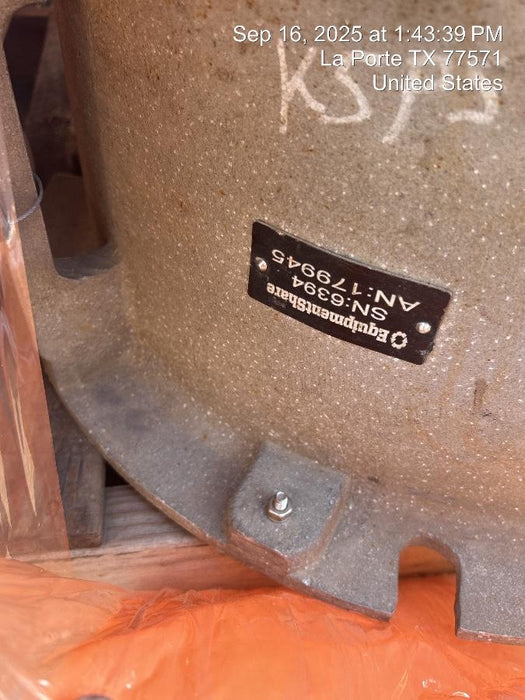 Sep 16, 2025 at 1:43:39 PM
La Porte TX 77571
United States
EquipmentShare
SN:6394
AN:179945